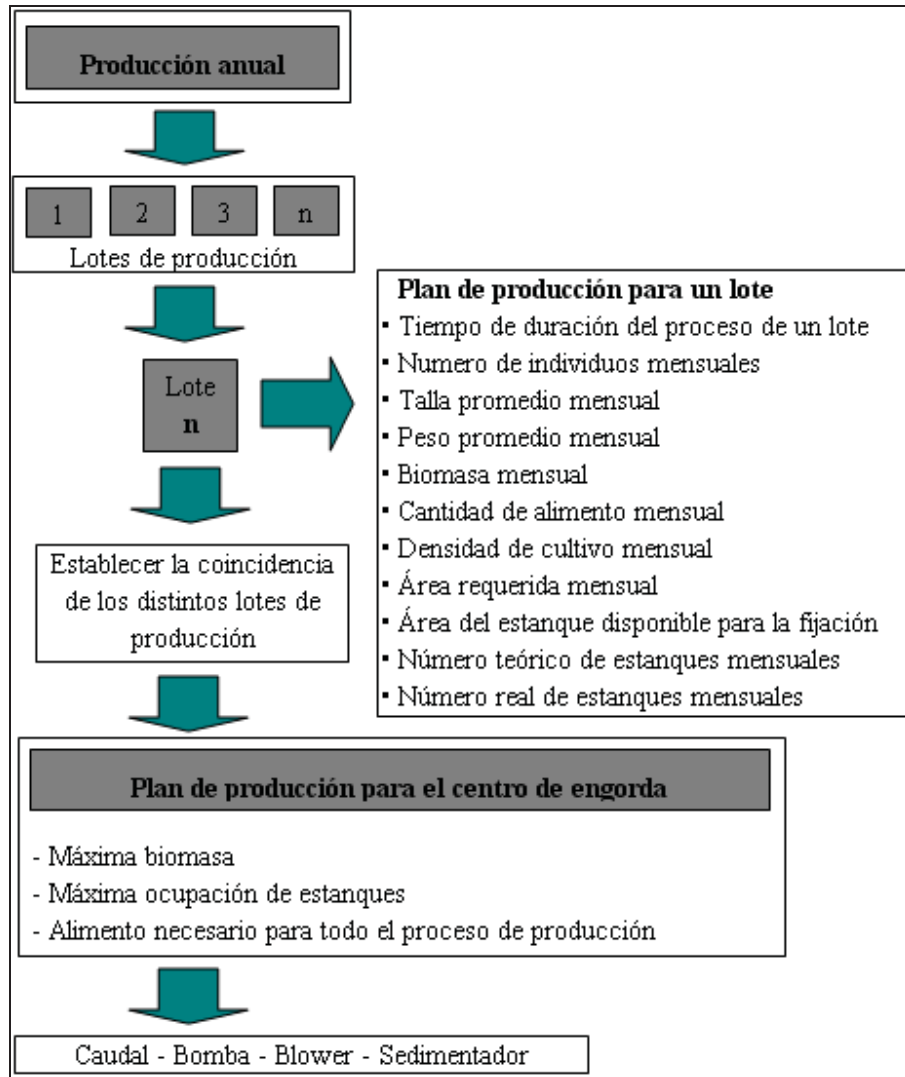 Producción anual
1 2 3 n
Lotes de producción
Lote
n
Plan de producción para un lote
▪ Tiempo de duración del proceso de un lote
▪ Numero de individuos mensuales
▪ Talla promedio mensual
▪ Peso promedio mensual
▪ Biomasa mensual
▪ Cantidad de alimento mensual
▪ Densidad de cultivo mensual
▪ Área requerida mensual
▪ Área del estanque disponible para la fijación
▪ Número teórico de estanques mensuales
▪ Número real de estanques mensuales
Establecer la coincidencia
de los distintos lotes de
producción
Plan de producción para el centro de engorda
- Máxima biomasa
- Máxima ocupación de estanques
- Alimento necesario para todo el proceso de producción
Caudal - Bomba - Blower - Sedimentador